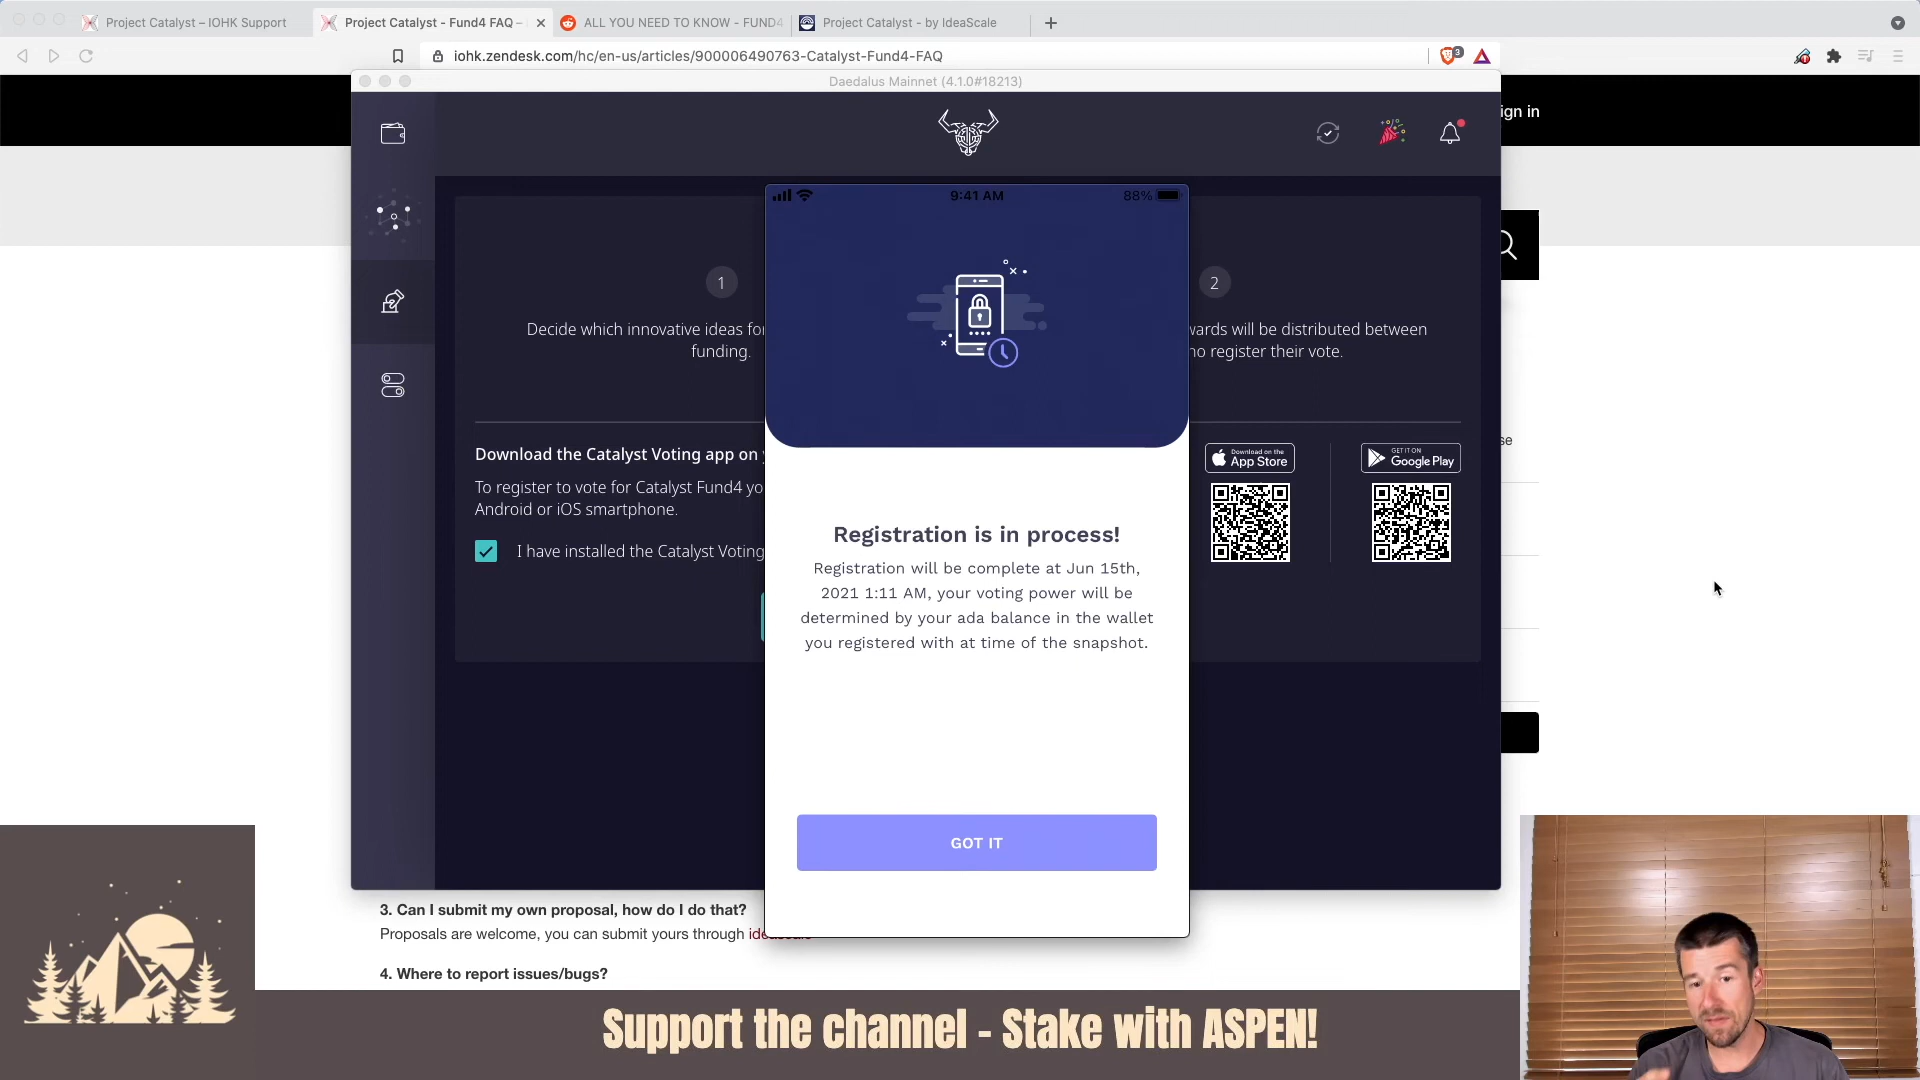 Project Catalyst – IOHK Support
Project Catalyst - Fund4 FAQ –
ALL YOU NEED TO KNOW - FUND4
Project Catalyst - by IdeaScale
iohk.zendesk.com/hc/en-us/articles/900006490763-Catalyst-Fund4-FAQ
3
Daedalus Mainnet (4.1.0#18213)
ign in
9:41 AM
88%
1
2
Decide which innovative ideas for
funding.
wards will be distributed between
no register their vote.
Download the Catalyst Voting app on y
To register to vote for Catalyst Fund4 yo
Android or iOS smartphone.
I have installed the Catalyst Voting
Download on the
App Store
GET IT ON
Google Play
se
Registration is in process!
Registration will be complete at Jun 15th,
2021 1:11 AM, your voting power will be
determined by your ada balance in the wallet
you registered with at time of the snapshot.
GOT IT
3. Can I submit my own proposal, how do I do that?
Proposals are welcome, you can submit yours through ideascale
4. Where to report issues/bugs?
Support the channel - Stake with ASPEN!